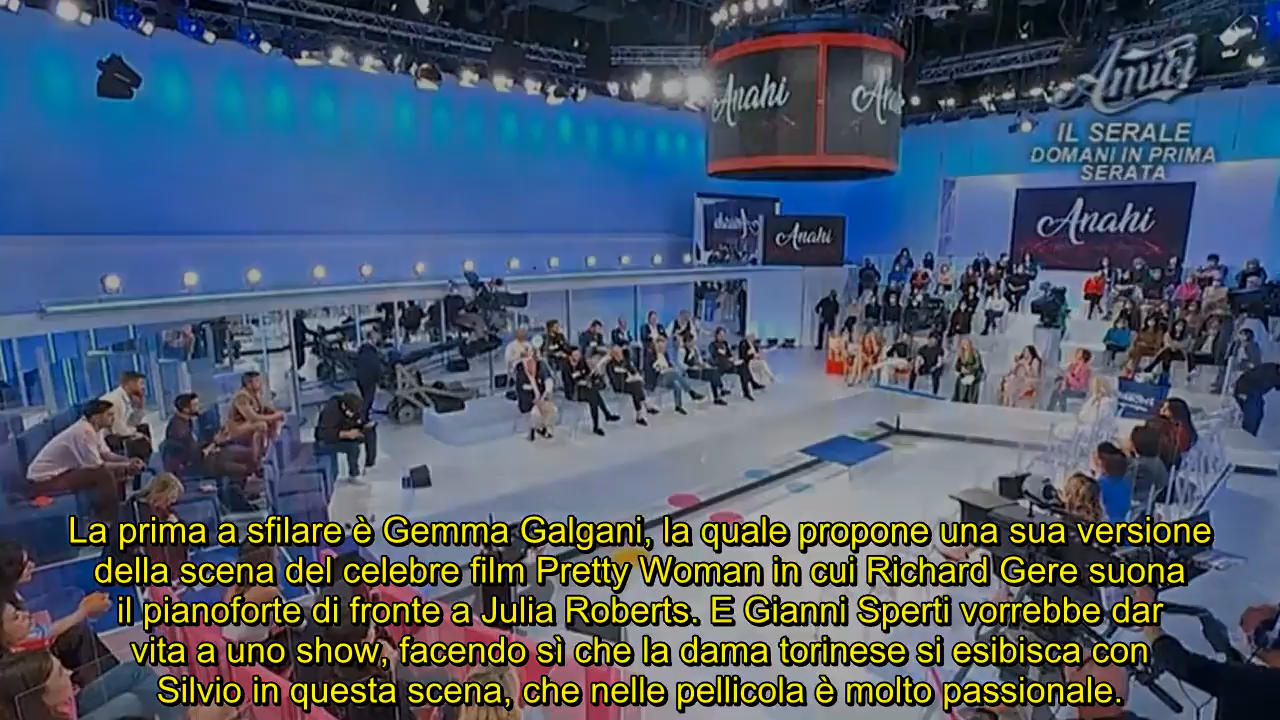 Anahi
Ana
Amici
IL SERALE
DOMANI IN PRIMA
SERATA
Anahi
Anahi
La prima a sfilare è Gemma Galgani, la quale propone una sua versione
della scena del celebre film Pretty Woman in cui Richard Gere suona
il pianoforte di fronte a Julia Roberts. E Gianni Sperti vorrebbe dar
vita a uno show, facendo sì che la dama torinese si esibisca con
Silvio in questa scena, che nelle pellicola è molto passionale.